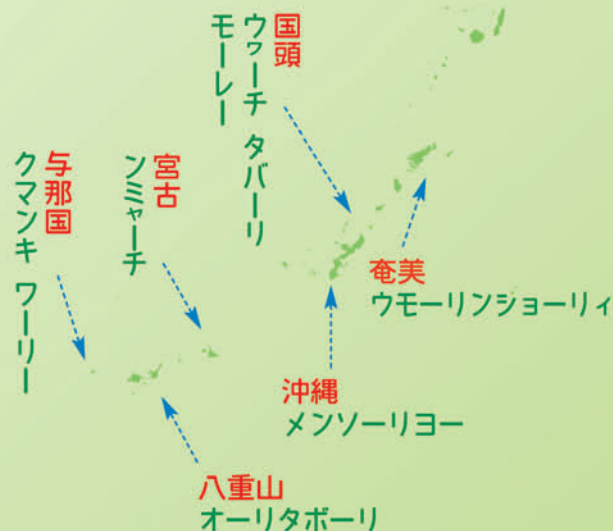 国頭
ウヮーチ タバーリ
モーレー
奄美
ウモーリンショーリィ
沖縄
メンソーリヨー
宮古
ンミャーチ
八重山
オーリタボーリ
与那国
クマンキ ワーリー